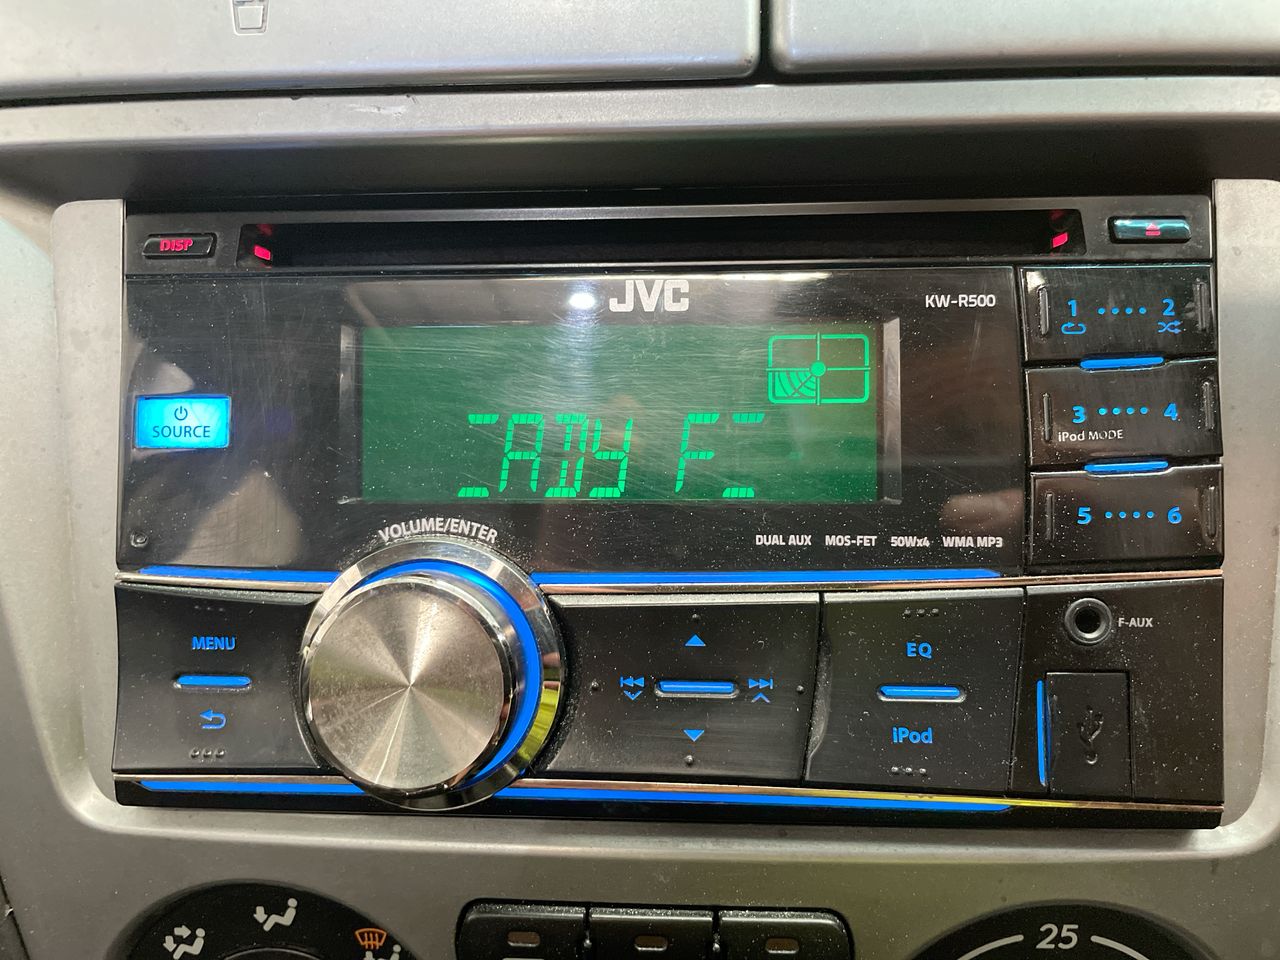 DISP
JVC
KW-R500
1 2
SOURCE
ADY F
3 4
iPod MODE
5 6
VOLUME/ENTER
DUAL AUX MOS-FET 50Wx4 WMA MP3
F-AUX
MENU
EQ
iPod
25